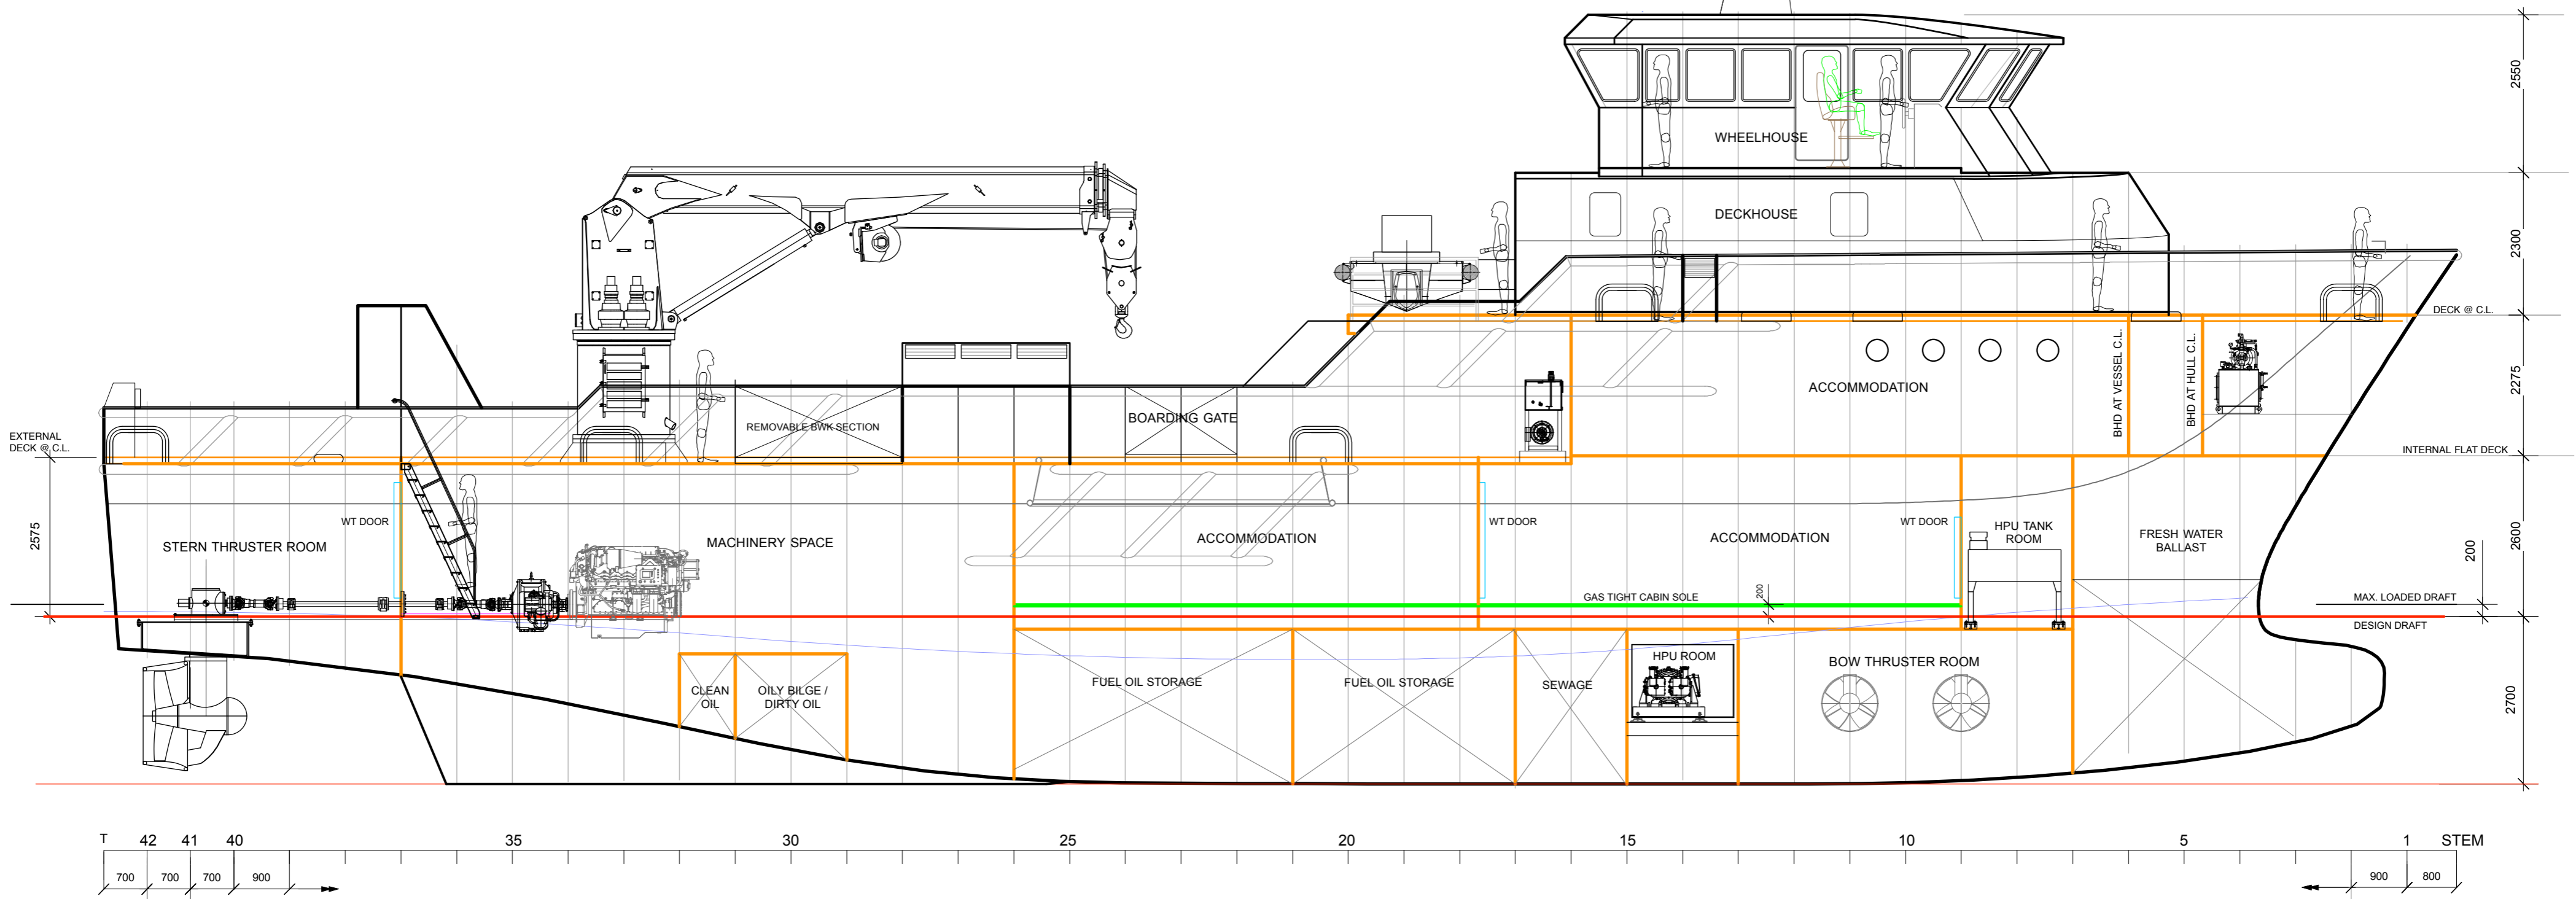 2550
WHEELHOUSE
DECKHOUSE
2300
DECK @ C.L.
BHD AT VESSEL C.L.
BHD AT HULL C.L.
ACCOMMODATION
2275
BOARDING GATE
REMOVABLE BWK SECTION
EXTERNAL
DECK @ C.L.
INTERNAL FLAT DECK
2575
STERN THRUSTER ROOM
WT DOOR
MACHINERY SPACE
ACCOMMODATION
WT DOOR
ACCOMMODATION
WT DOOR
HPU TANK
ROOM
FRESH WATER
BALLAST
2600
200
GAS TIGHT CABIN SOLE
200
MAX. LOADED DRAFT
DESIGN DRAFT
CLEAN
OIL
OILY BILGE /
DIRTY OIL
FUEL OIL STORAGE
FUEL OIL STORAGE
SEWAGE
HPU ROOM
BOW THRUSTER ROOM
2700
T 42 41 40 35 30 25 20 15 10 5 1 STEM
700 700 700 900 900 800